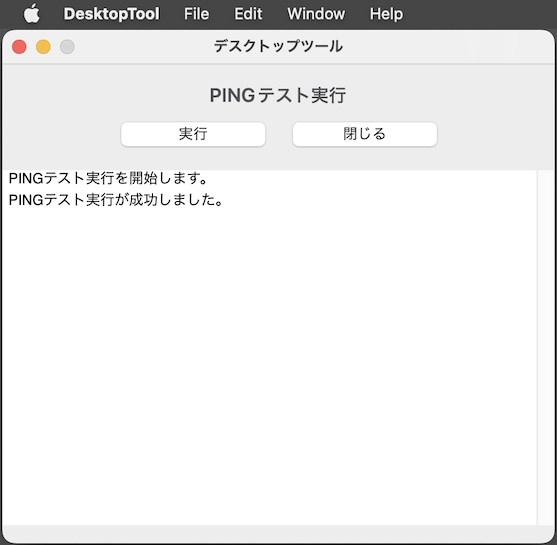 DesktopTool File Edit Window Help
デスクトップツール
PINGテスト実行
実行 閉じる
PINGテスト実行を開始します。
PINGテスト実行が成功しました。